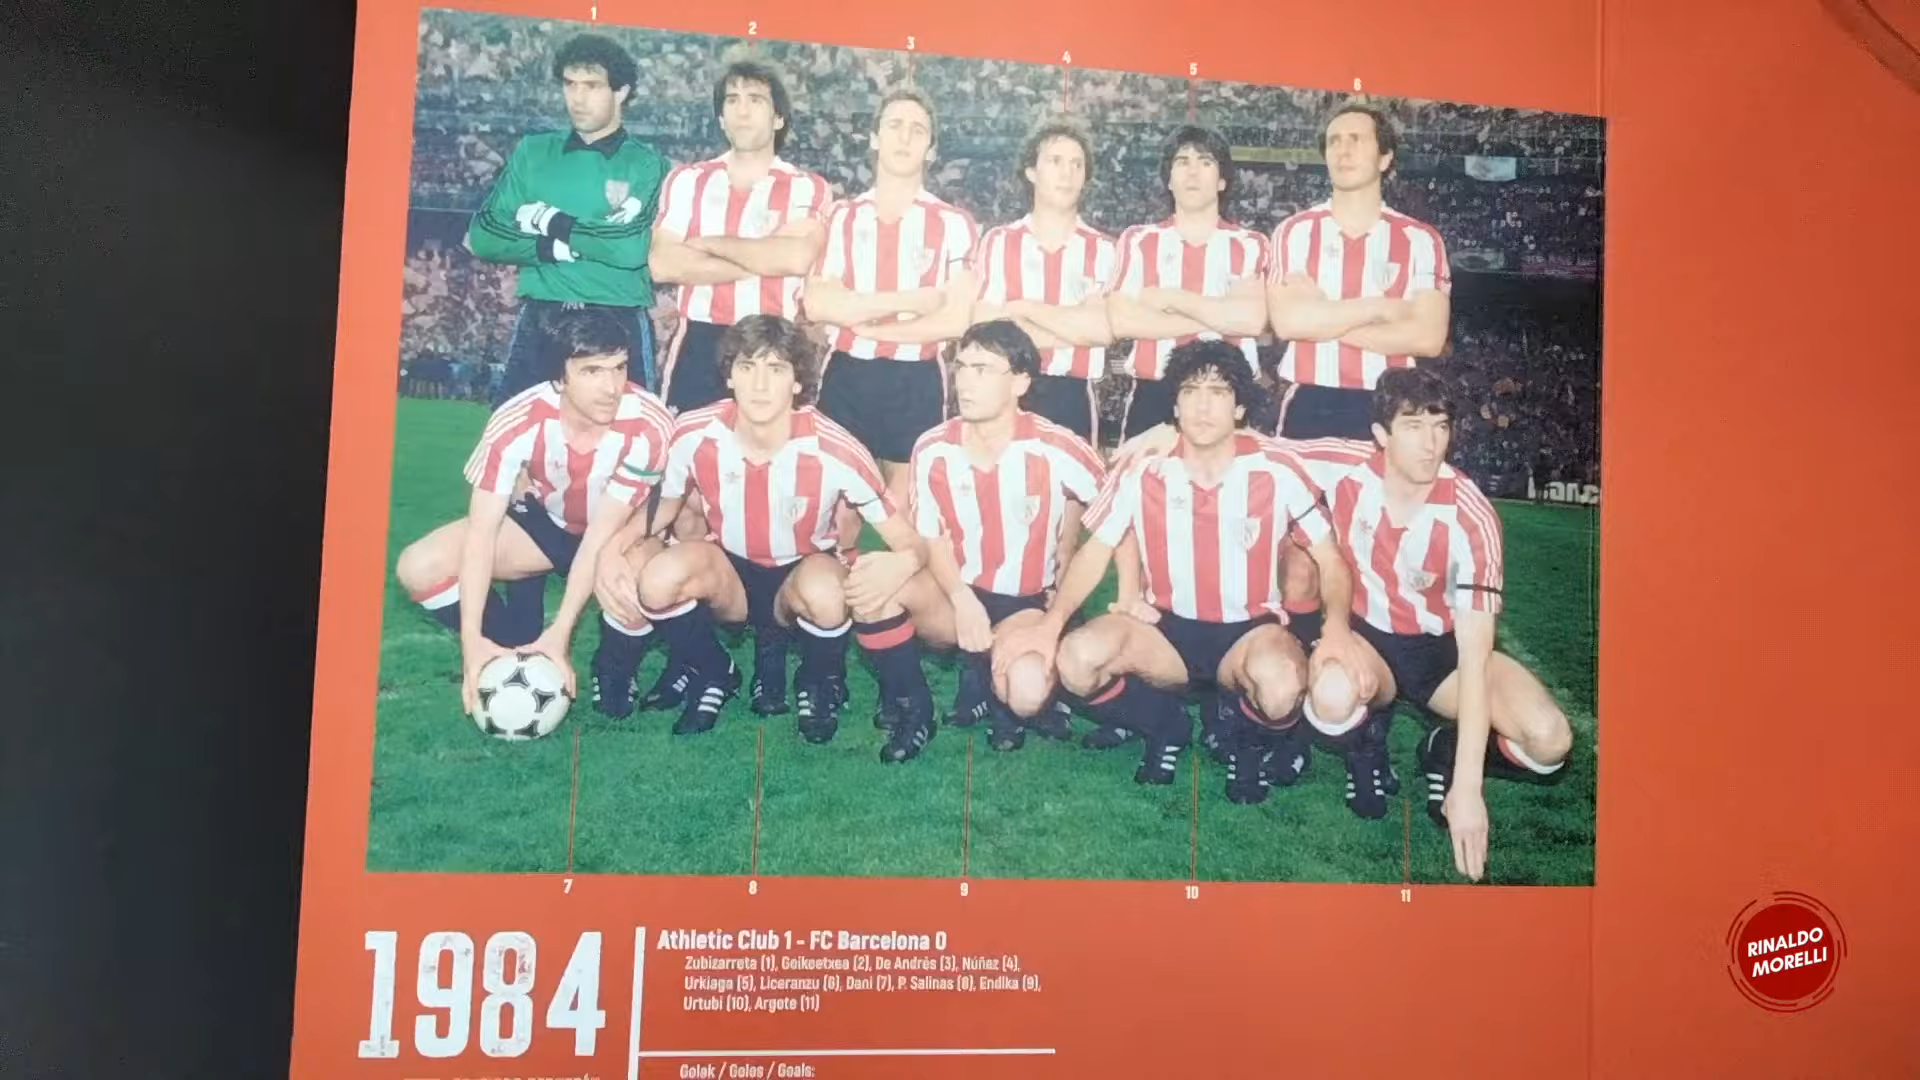 1
2
3
4
5
6
Banc
7
8
9
10
11
1984
Athletic Club 1 - FC Barcelona 0
Zubizarreta (1), Goikoetxea (2), De Andrés (3), Núñez (4),
Urkiaga (5), Liceranzu (6), Dani (7), P. Salinas (8), Endika (9),
Urtubi (10), Argote (11)
Golak / Goles / Goals:
RINALDO
MORELLI